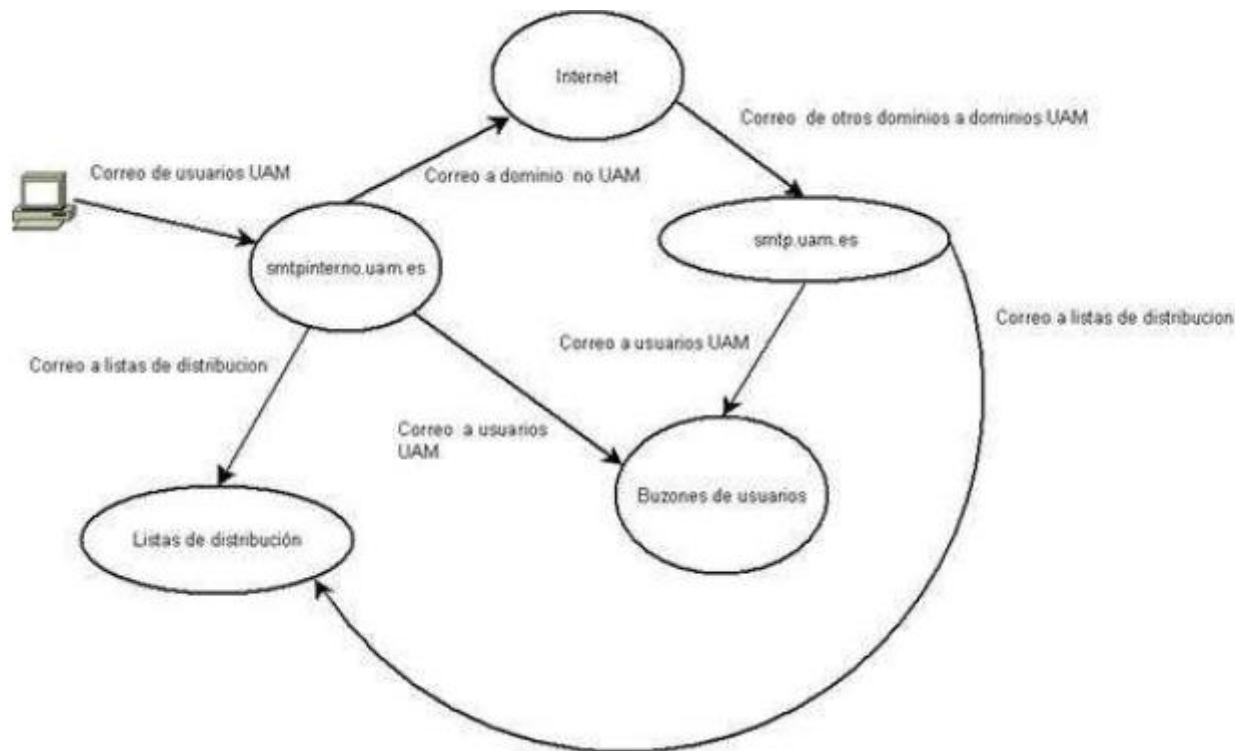 Internet
Correo de otros dominios a dominios UAM
Correo de usuarios UAM
Correo a dominio no UAM
smtpinterno.uam.es
smtp.uam.es
Correo a listas de distribucion
Correo a usuarios UAM
Correo a listas de distribucion
Correo a usuarios
UAM
Buzones de usuarios
Listas de distribución